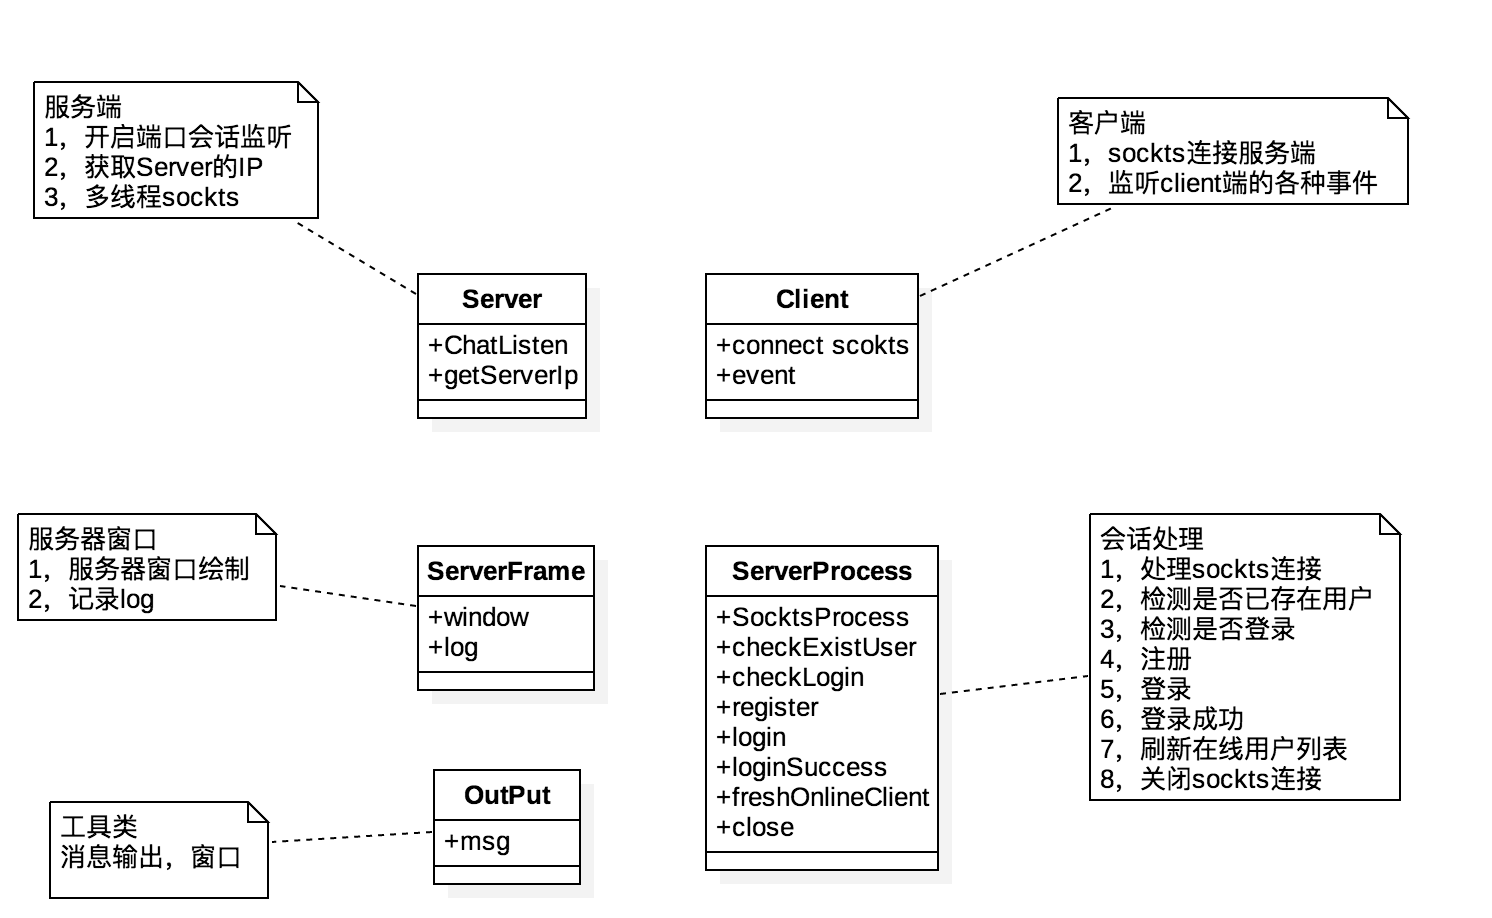 服务端
1，开启端口会话监听
2，获取Server的IP
3，多线程sockts
客户端
1，sockts连接服务端
2，监听client端的各种事件
Server
+ChatListen
+getServerIp
Client
+connect scokts
+event
服务器窗口
1，服务器窗口绘制
2，记录log
ServerFrame
+window
+log
ServerProcess
+SocktsProcess
+checkExistUser
+checkLogin
+register
+login
+loginSuccess
+freshOnlineClient
+close
会话处理
1，处理sockts连接
2，检测是否已存在用户
3，检测是否登录
4，注册
5，登录
6，登录成功
7，刷新在线用户列表
8，关闭sockts连接
工具类
消息输出，窗口
OutPut
+msg